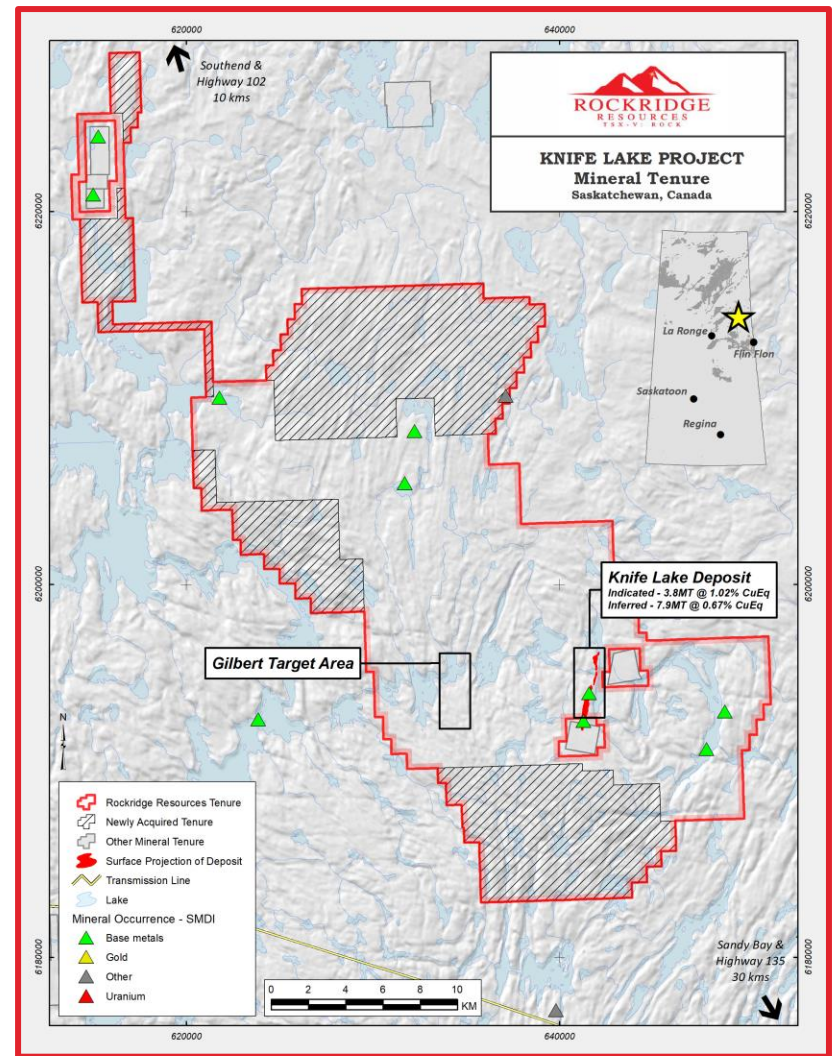 620000
640000
Southend &
Highway 102
10 kms
ROCKRIDGE
RESOURCES
TSX-V: ROCK
KNIFE LAKE PROJECT
Mineral Tenure
Saskatchewan, Canada
6220000
6220000
La Ronge
Flin Flon
Saskatoon
Regina
6200000
6200000
Knife Lake Deposit
Indicated - 3.8MT @ 1.02% CuEq
Inferred - 7.9MT @ 0.67% CuEq
Gilbert Target Area
N
Rockridge Resources Tenure
Newly Acquired Tenure
Other Mineral Tenure
Surface Projection of Deposit
Transmission Line
Lake
Mineral Occurrence - SMDI
Base metals
Gold
Other
Uranium
6180000
6180000
Sandy Bay &
Highway 135
30 kms
0 2 4 6 8 10
KM
620000
640000